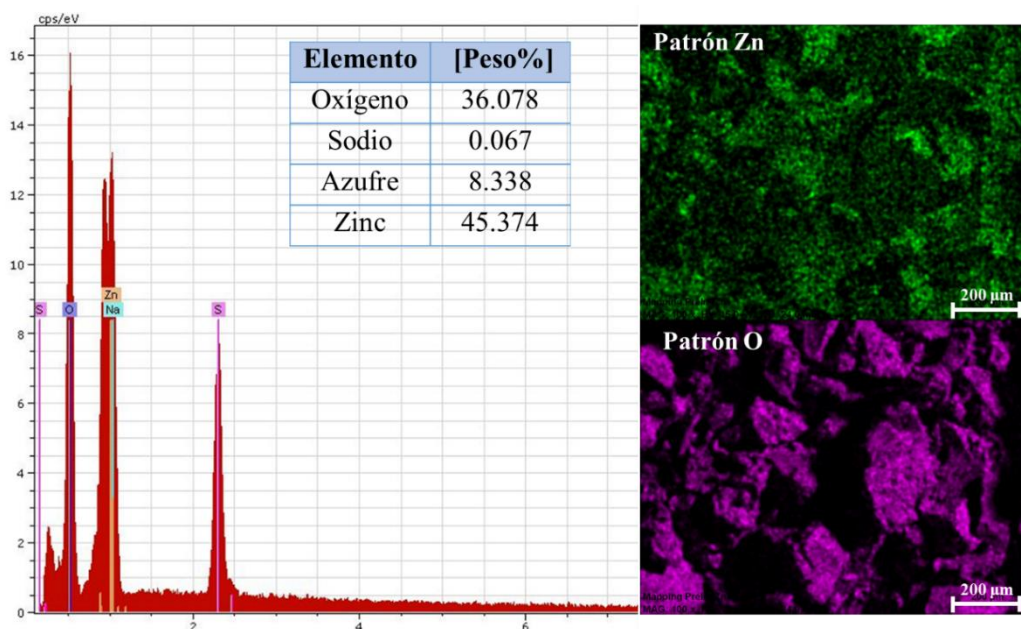 cps/eV
16
14
12
10
8
6
4
2
0
2
4
6
S
O
Zn
Na
S
Elemento [Peso%]
Oxígeno 36.078
Sodio 0.067
Azufre 8.338
Zinc 45.374
Patrón Zn
200 µm
Patrón O
200 µm